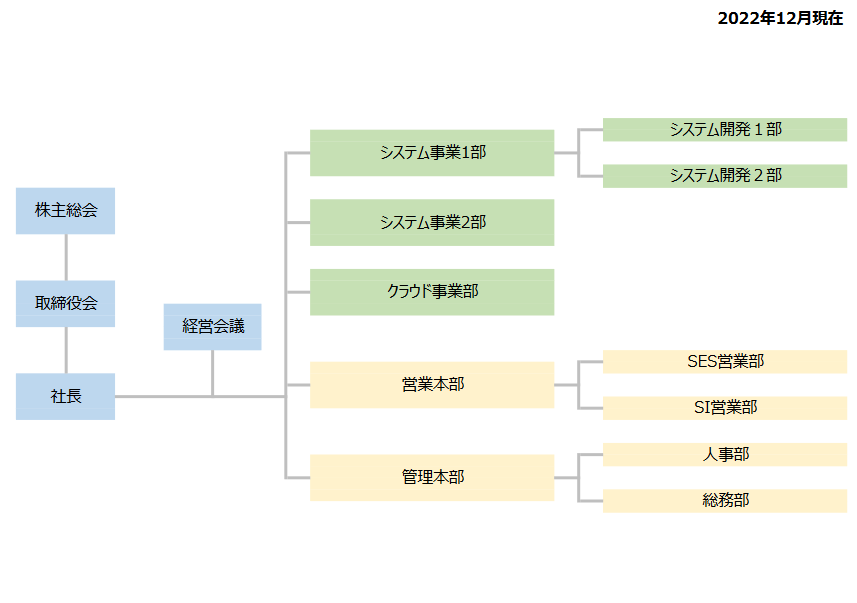 2022年12月現在
株主総会
取締役会
社長
経営会議
システム事業1部
システム開発１部
システム開発２部
システム事業2部
クラウド事業部
営業本部
SES営業部
SI営業部
管理本部
人事部
総務部